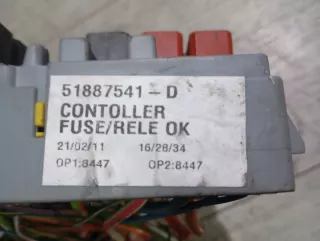 51887541-D
CONTOLLER
FUSE/RELE OK
21/02/11 16/28/34
OP1:8447 OP2:8447